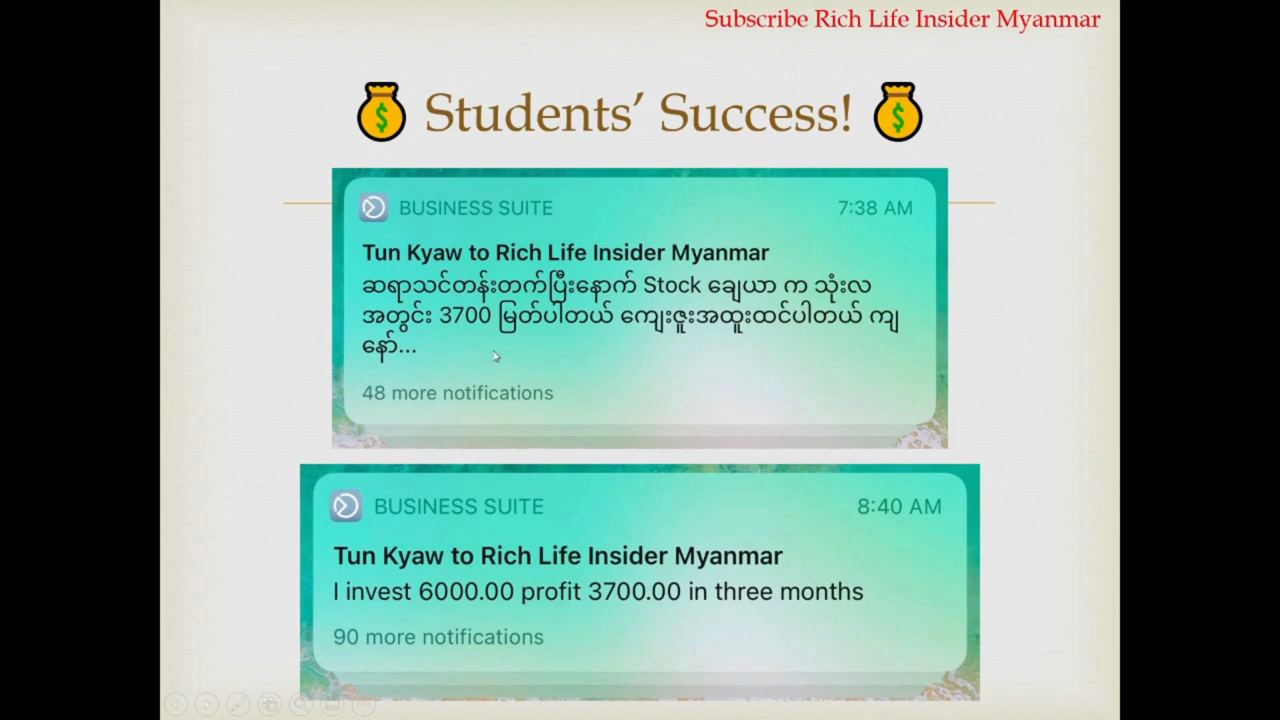 Subscribe Rich Life Insider Myanmar
Students’ Success!
BUSINESS SUITE
7:38 AM
Tun Kyaw to Rich Life Insider Myanmar
ဆရာသင်တန်းတက်ပြီးနောက် Stock ချေယာ က သုံးလ
အတွင်း 3700 မြတ်ပါတယ် ကျေးဇူးအထူးထင်ပါတယ် ကျ
နော်...
48 more notifications
BUSINESS SUITE
8:40 AM
Tun Kyaw to Rich Life Insider Myanmar
I invest 6000.00 profit 3700.00 in three months
90 more notifications